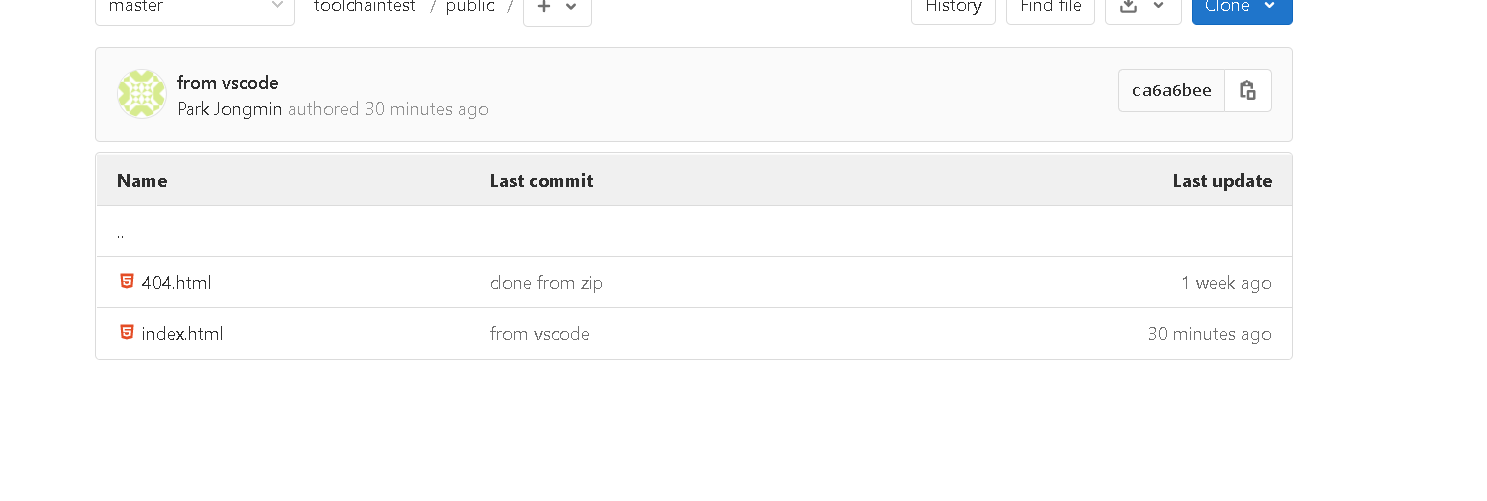 master toolchaintest / public / + History Find file Clone
from vscode
Park Jongmin authored 30 minutes ago
ca6a6bee
Name Last commit Last update
..
404.html clone from zip 1 week ago
index.html from vscode 30 minutes ago